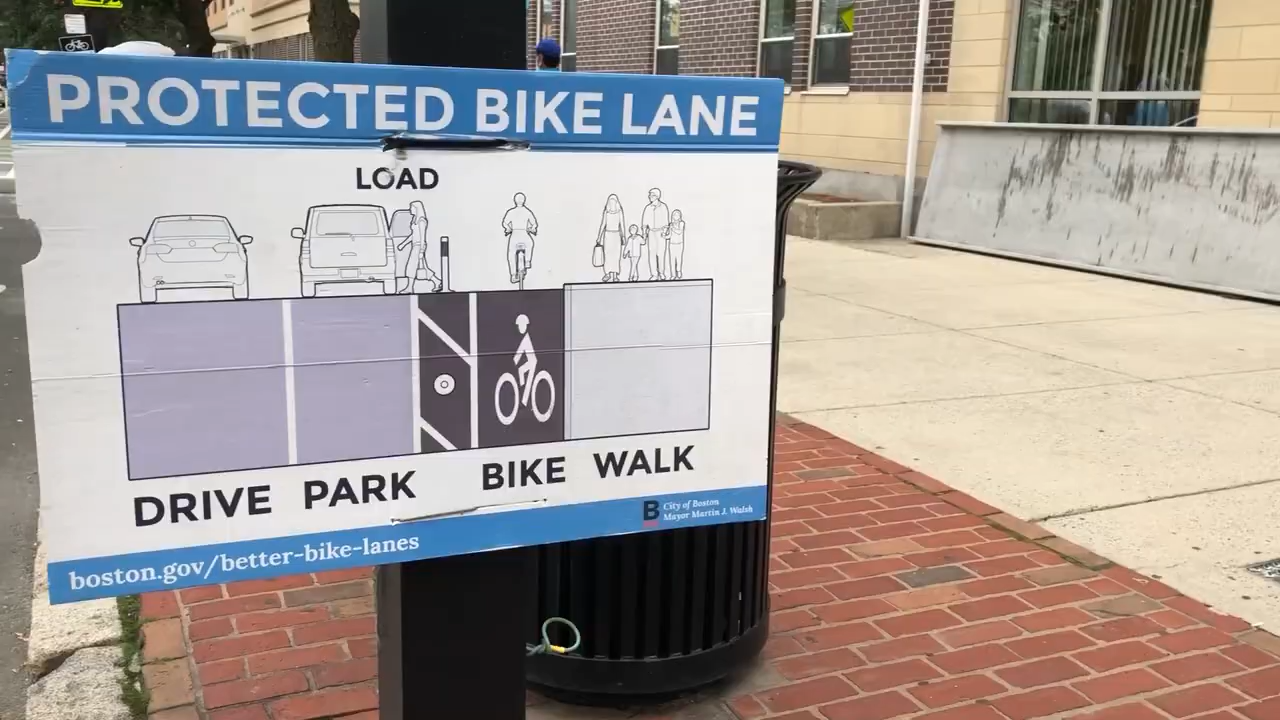 PROTECTED BIKE LANE
LOAD
DRIVE PARK BIKE WALK
B City of Boston
Mayor Martin J. Walsh
boston.gov/better-bike-lanes